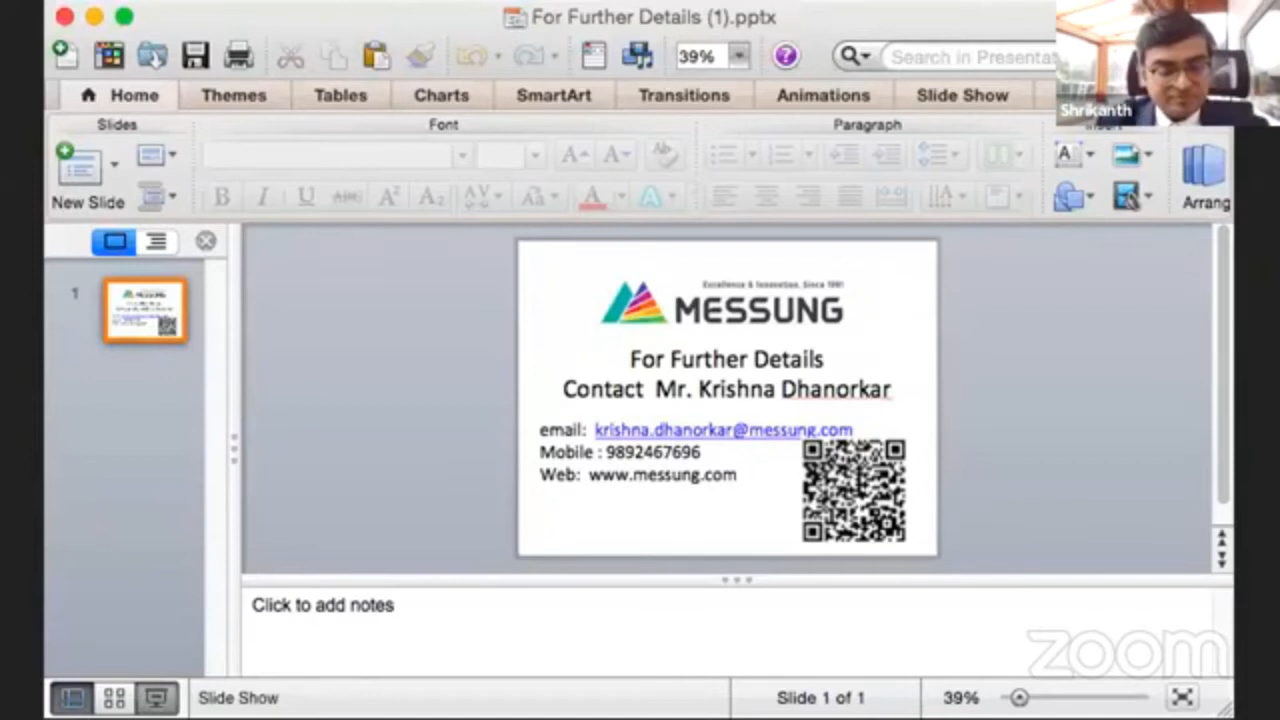 For Further Details (1).pptx
39%
Search in Presentat
Shrikanth
Home
Themes
Tables
Charts
SmartArt
Transitions
Animations
Slide Show
Slides
Font
Paragraph
Insert
New Slide
Arrang
1
Excellence & Innovation, Since 1981
MESSUNG
For Further Details
Contact Mr. Krishna Dhanorkar
email: krishna.dhanorkar@messung.com
Mobile : 9892467696
Web: www.messung.com
Click to add notes
zoom
Slide Show
Slide 1 of 1
39%